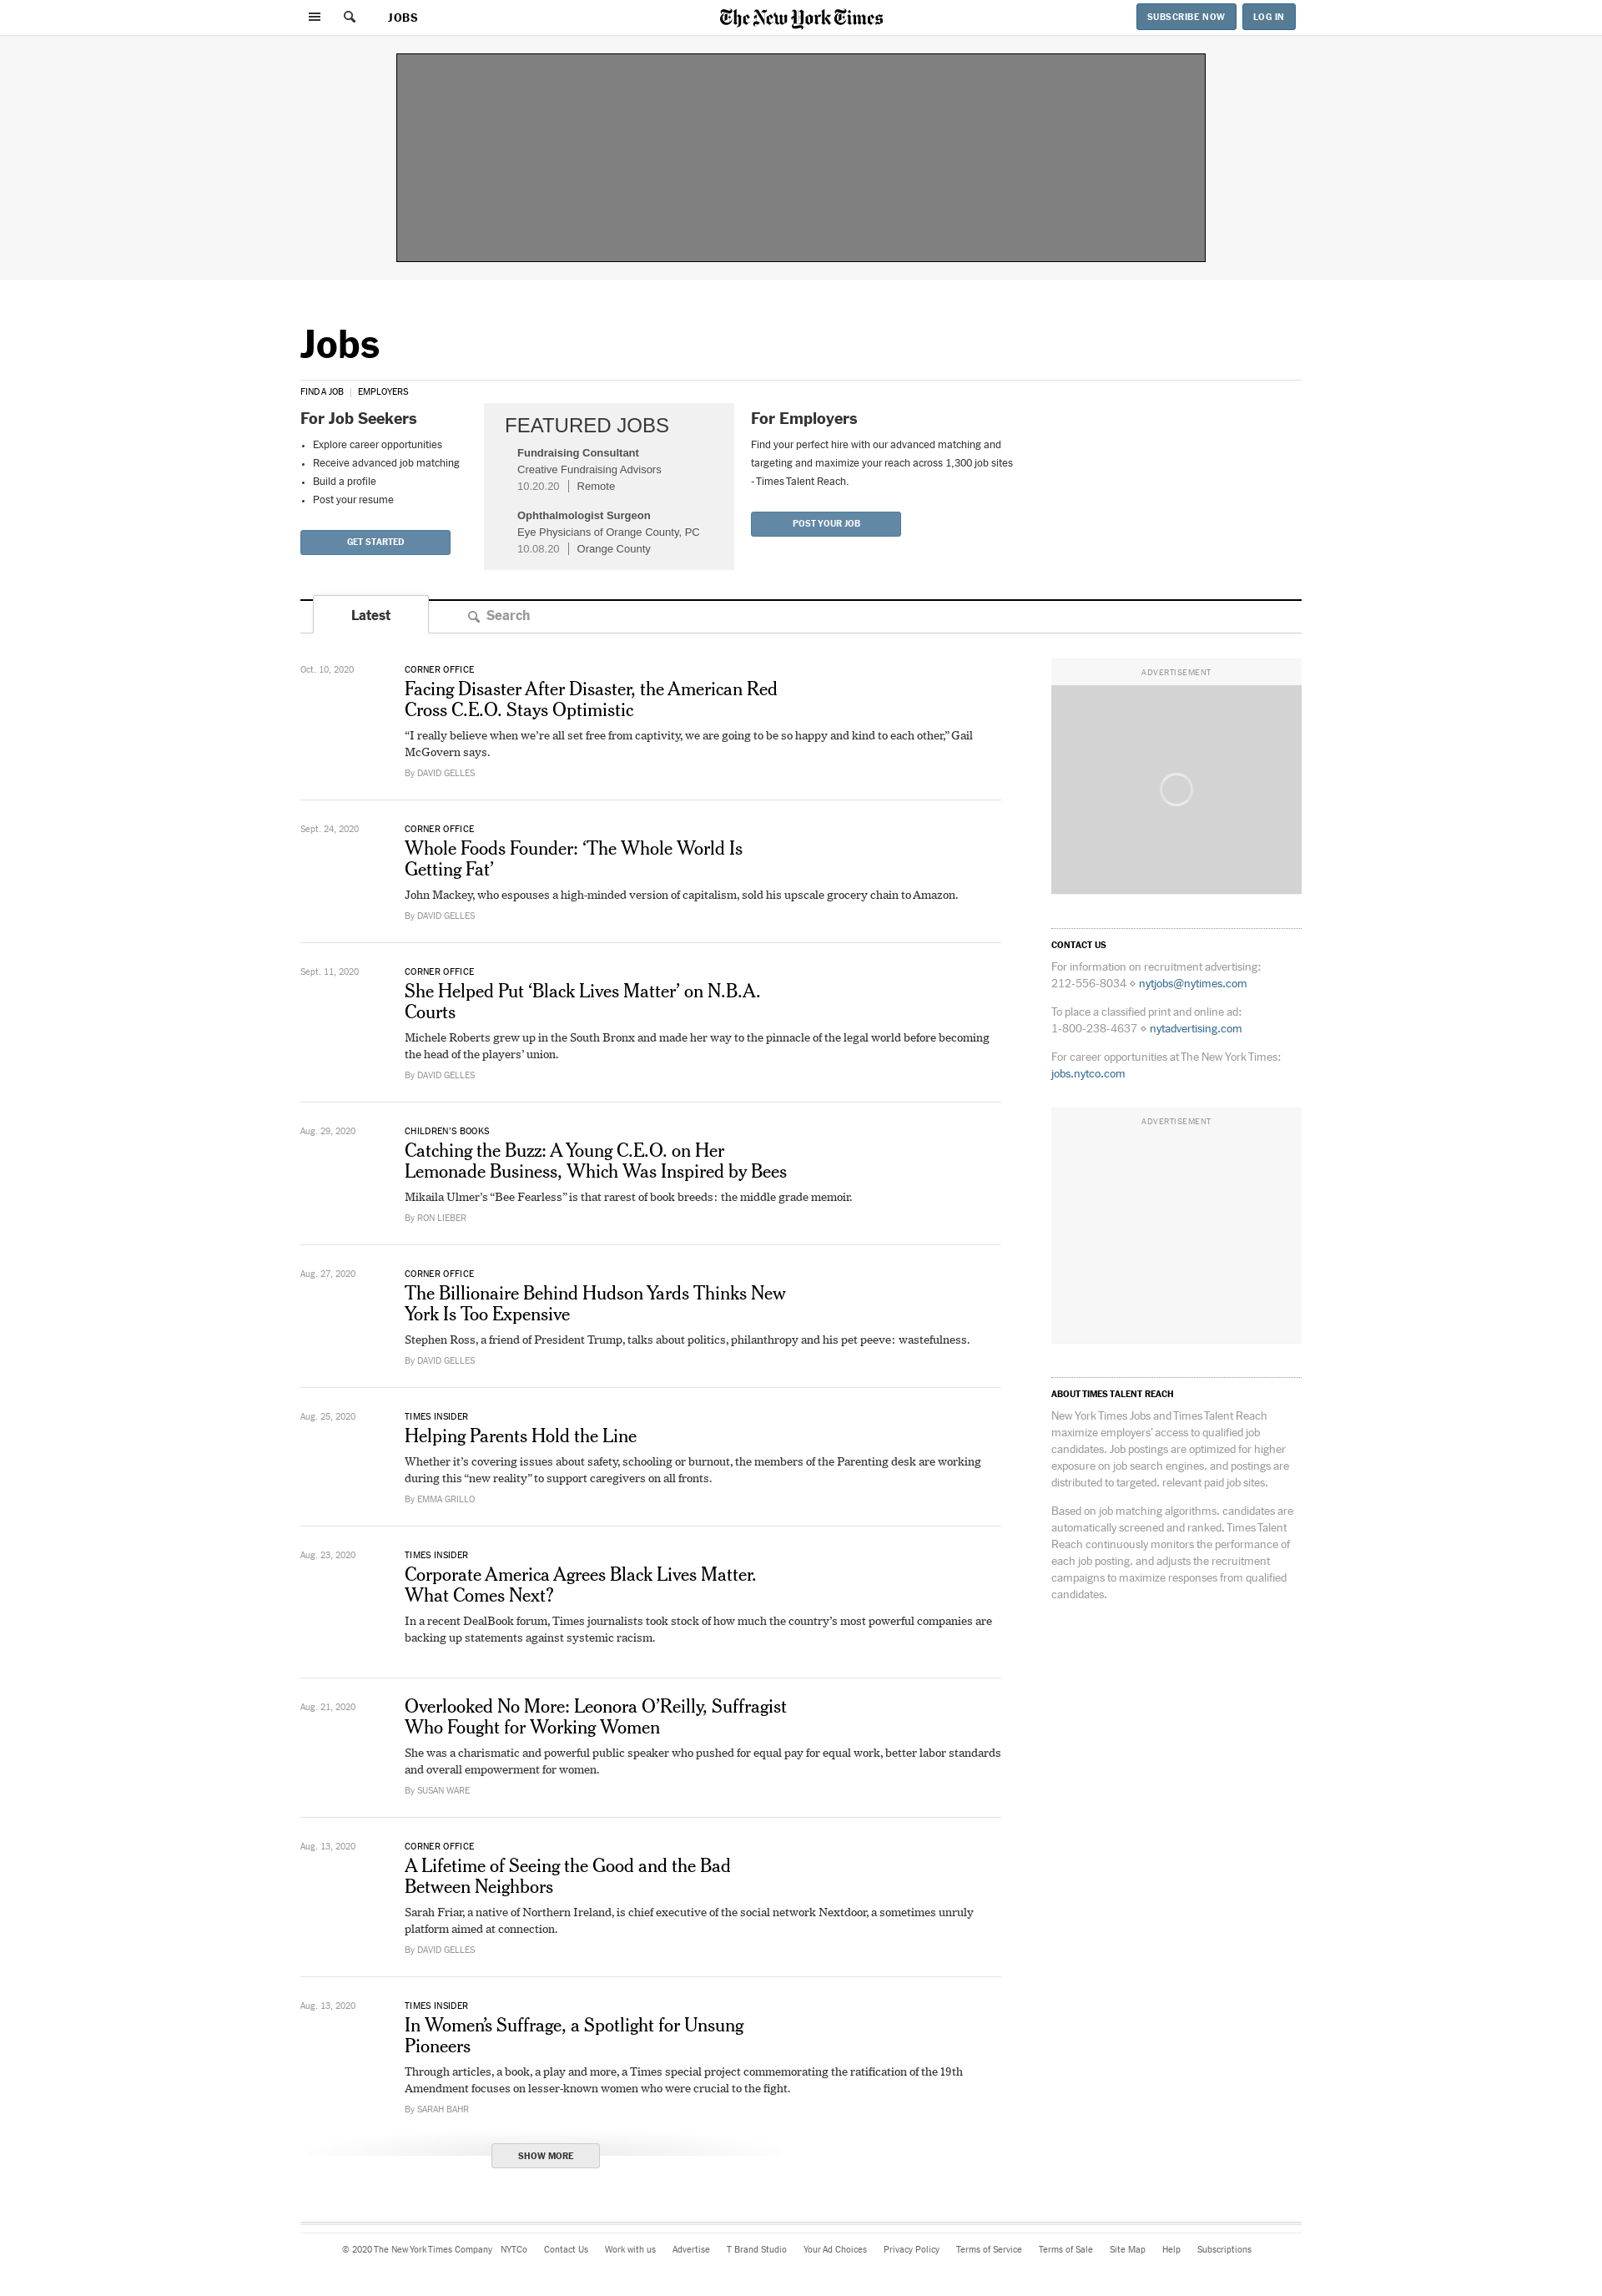 JOBS
The New York Times
SUBSCRIBE NOW
LOG IN
Jobs
FIND A JOB | EMPLOYERS
For Job Seekers
• Explore career opportunities
• Receive advanced job matching
• Build a profile
• Post your resume
GET STARTED
FEATURED JOBS
Fundraising Consultant
Creative Fundraising Advisors
10.20.20 | Remote
Ophthalmologist Surgeon
Eye Physicians of Orange County, PC
10.08.20 | Orange County
For Employers
Find your perfect hire with our advanced matching and
targeting and maximize your reach across 1,300 job sites
- Times Talent Reach.
POST YOUR JOB
Latest
Search
Oct. 10, 2020
CORNER OFFICE
Facing Disaster After Disaster, the American Red
Cross C.E.O. Stays Optimistic
“I really believe when we’re all set free from captivity, we are going to be so happy and kind to each other,” Gail
McGovern says.
By DAVID GELLES
Sept. 24, 2020
CORNER OFFICE
Whole Foods Founder: ‘The Whole World Is
Getting Fat’
John Mackey, who espouses a high-minded version of capitalism, sold his upscale grocery chain to Amazon.
By DAVID GELLES
Sept. 11, 2020
CORNER OFFICE
She Helped Put ‘Black Lives Matter’ on N.B.A.
Courts
Michele Roberts grew up in the South Bronx and made her way to the pinnacle of the legal world before becoming
the head of the players’ union.
By DAVID GELLES
Aug. 29, 2020
CHILDREN’S BOOKS
Catching the Buzz: A Young C.E.O. on Her
Lemonade Business, Which Was Inspired by Bees
Mikaila Ulmer’s “Bee Fearless” is that rarest of book breeds: the middle grade memoir.
By RON LIEBER
Aug. 27, 2020
CORNER OFFICE
The Billionaire Behind Hudson Yards Thinks New
York Is Too Expensive
Stephen Ross, a friend of President Trump, talks about politics, philanthropy and his pet peeve: wastefulness.
By DAVID GELLES
Aug. 25, 2020
TIMES INSIDER
Helping Parents Hold the Line
Whether it’s covering issues about safety, schooling or burnout, the members of the Parenting desk are working
during this “new reality” to support caregivers on all fronts.
By EMMA GRILLO
Aug. 23, 2020
TIMES INSIDER
Corporate America Agrees Black Lives Matter.
What Comes Next?
In a recent DealBook forum, Times journalists took stock of how much the country’s most powerful companies are
backing up statements against systemic racism.
Aug. 21, 2020
Overlooked No More: Leonora O’Reilly, Suffragist
Who Fought for Working Women
She was a charismatic and powerful public speaker who pushed for equal pay for equal work, better labor standards
and overall empowerment for women.
By SUSAN WARE
Aug. 13, 2020
CORNER OFFICE
A Lifetime of Seeing the Good and the Bad
Between Neighbors
Sarah Friar, a native of Northern Ireland, is chief executive of the social network Nextdoor, a sometimes unruly
platform aimed at connection.
By DAVID GELLES
Aug. 13, 2020
TIMES INSIDER
In Women’s Suffrage, a Spotlight for Unsung
Pioneers
Through articles, a book, a play and more, a Times special project commemorating the ratification of the 19th
Amendment focuses on lesser-known women who were crucial to the fight.
By SARAH BAHR
SHOW MORE
ADVERTISEMENT
CONTACT US
For information on recruitment advertising:
212-556-8034 ⋄ nytjobs@nytimes.com
To place a classified print and online ad:
1-800-238-4637 ⋄ nytadvertising.com
For career opportunities at The New York Times:
jobs.nytco.com
ADVERTISEMENT
ABOUT TIMES TALENT REACH
New York Times Jobs and Times Talent Reach
maximize employers’ access to qualified job
candidates. Job postings are optimized for higher
exposure on job search engines, and postings are
distributed to targeted, relevant paid job sites.
Based on job matching algorithms, candidates are
automatically screened and ranked. Times Talent
Reach continuously monitors the performance of
each job posting, and adjusts the recruitment
campaigns to maximize responses from qualified
candidates.
© 2020 The New York Times Company NYTCo Contact Us Work with us Advertise T Brand Studio Your Ad Choices Privacy Policy Terms of Service Terms of Sale Site Map Help Subscriptions